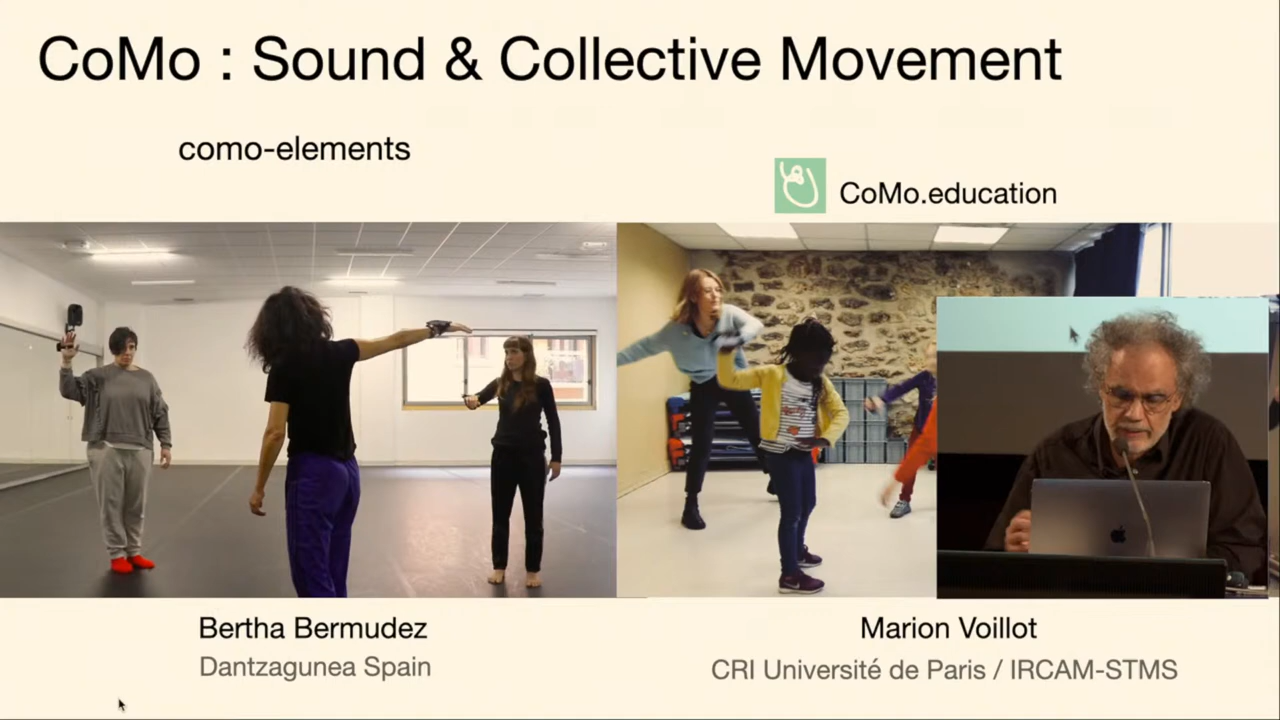 CoMo : Sound & Collective Movement
como-elements
CoMo.education
Bertha Bermudez
Dantzagunea Spain
Marion Voillot
CRI Université de Paris / IRCAM-STMS